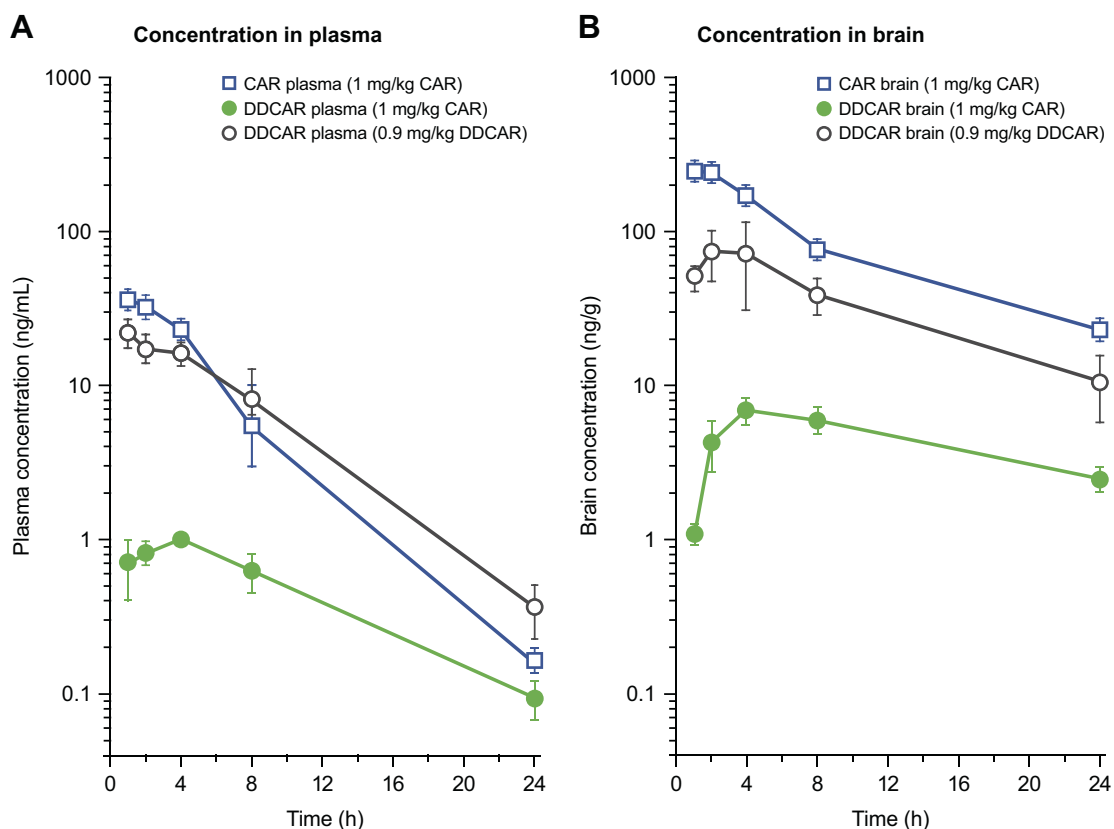 A
Concentration in plasma
CAR plasma (1 mg/kg CAR)
DDCAR plasma (1 mg/kg CAR)
DDCAR plasma (0.9 mg/kg DDCAR)
Plasma concentration (ng/mL)
1000
100
10
1
0.1
0 4 8 12 16 20 24
Time (h)
B
Concentration in brain
CAR brain (1 mg/kg CAR)
DDCAR brain (1 mg/kg CAR)
DDCAR brain (0.9 mg/kg DDCAR)
Brain concentration (ng/g)
1000
100
10
1
0.1
0 4 8 12 16 20 24
Time (h)